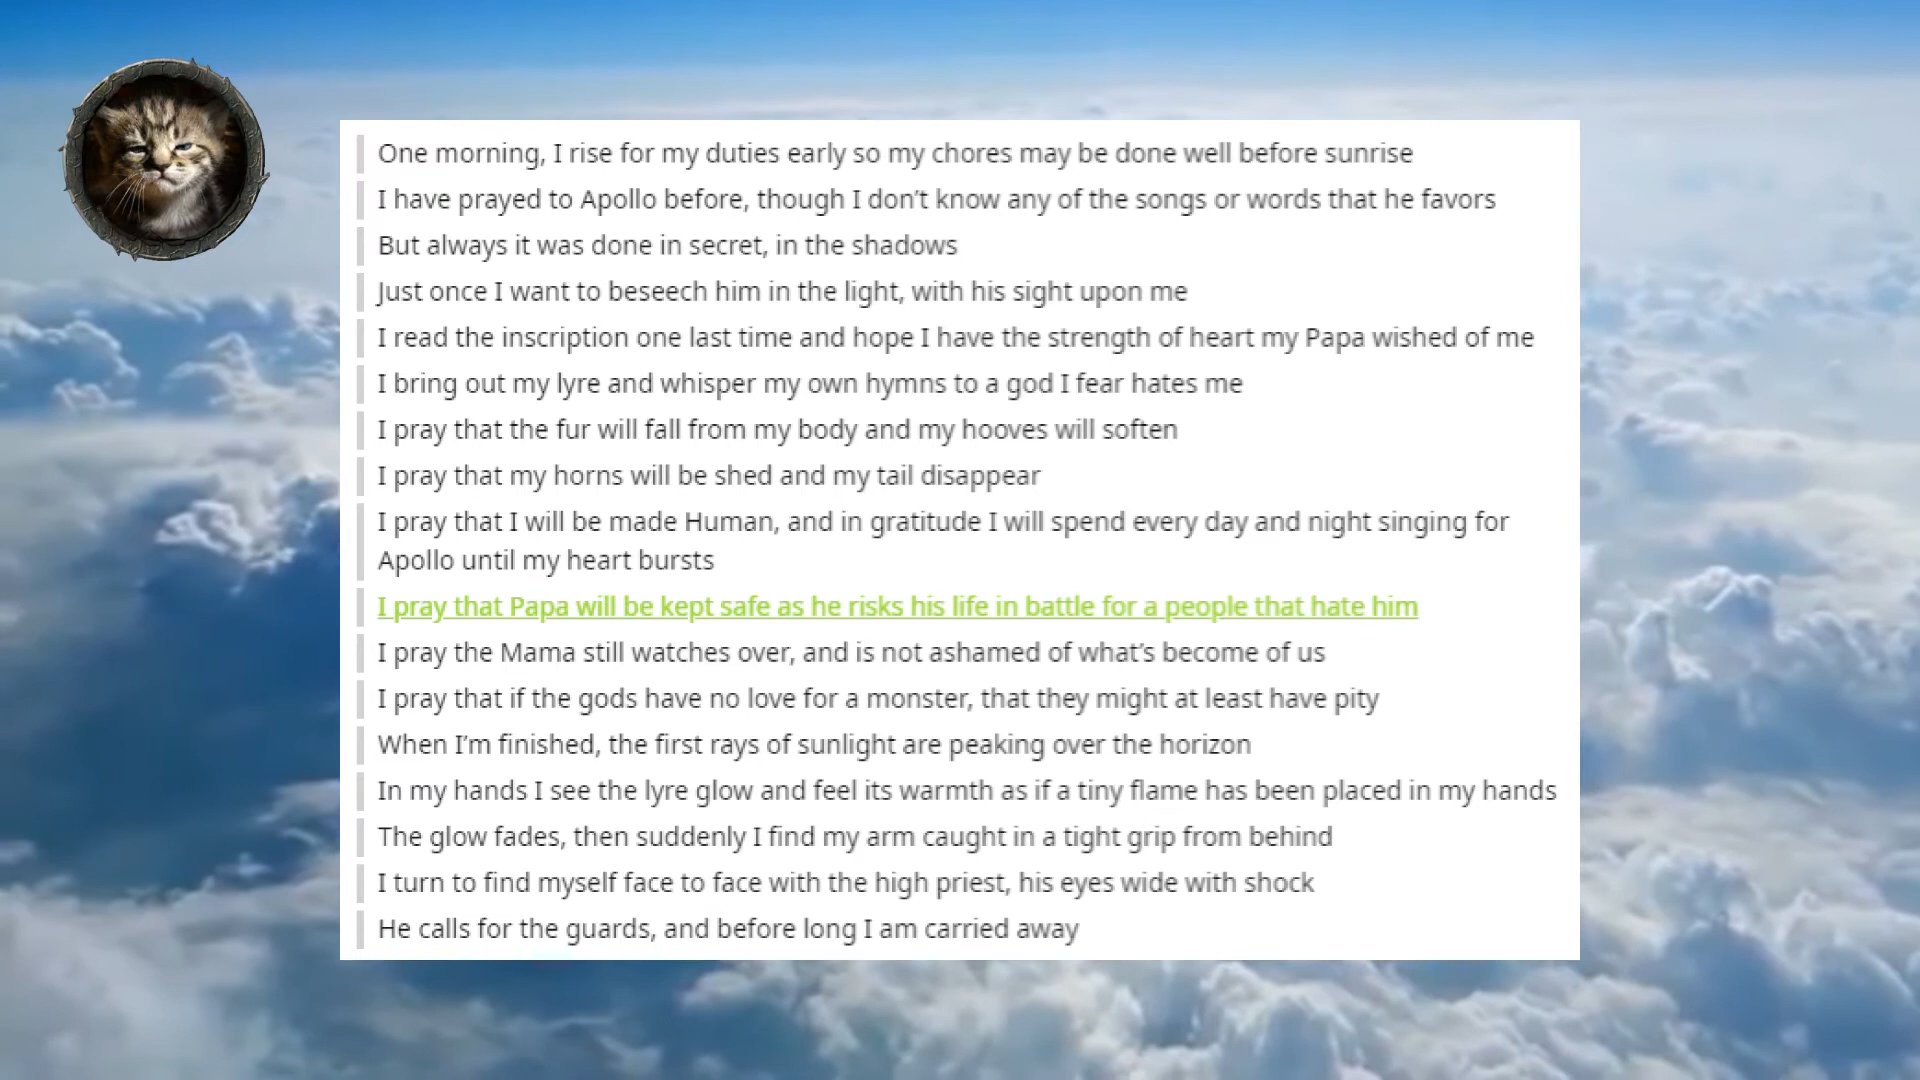 One morning, I rise for my duties early so my chores may be done well before sunrise
I have prayed to Apollo before, though I don’t know any of the songs or words that he favors
But always it was done in secret, in the shadows
Just once I want to beseech him in the light, with his sight upon me
I read the inscription one last time and hope I have the strength of heart my Papa wished of me
I bring out my lyre and whisper my own hymns to a god I fear hates me
I pray that the fur will fall from my body and my hooves will soften
I pray that my horns will be shed and my tail disappear
I pray that I will be made Human, and in gratitude I will spend every day and night singing for
Apollo until my heart bursts
I pray that Papa will be kept safe as he risks his life in battle for a people that hate him
I pray the Mama still watches over, and is not ashamed of what’s become of us
I pray that if the gods have no love for a monster, that they might at least have pity
When I’m finished, the first rays of sunlight are peaking over the horizon
In my hands I see the lyre glow and feel its warmth as if a tiny flame has been placed in my hands
The glow fades, then suddenly I find my arm caught in a tight grip from behind
I turn to find myself face to face with the high priest, his eyes wide with shock
He calls for the guards, and before long I am carried away